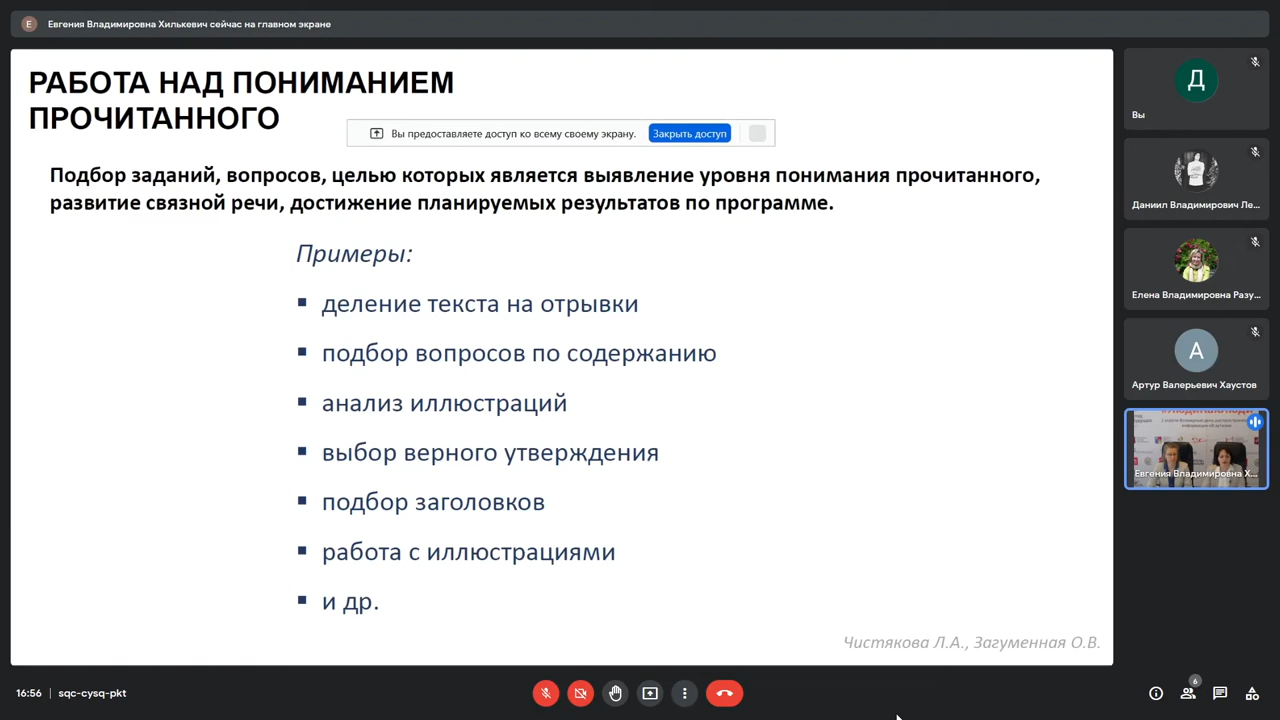 Е
Евгения Владимировна Хилькевич сейчас на главном экране
РАБОТА НАД ПОНИМАНИЕМ
ПРОЧИТАННОГО
Вы предоставляете доступ ко всему своему экрану.
Закрыть доступ
Подбор заданий, вопросов, целью которых является выявление уровня понимания прочитанного,
развитие связной речи, достижение планируемых результатов по программе.
Примеры:
▪ деление текста на отрывки
▪ подбор вопросов по содержанию
▪ анализ иллюстраций
▪ выбор верного утверждения
▪ подбор заголовков
▪ работа с иллюстрациями
▪ и др.
Чистякова Л.А., Загуменная О.В.
Д
Вы
Даниил Владимирович Ле...
Елена Владимировна Разу...
А
Артур Валерьевич Хаустов
Евгения Владимировна Х...
16:56
sqc-cysq-pkt
6